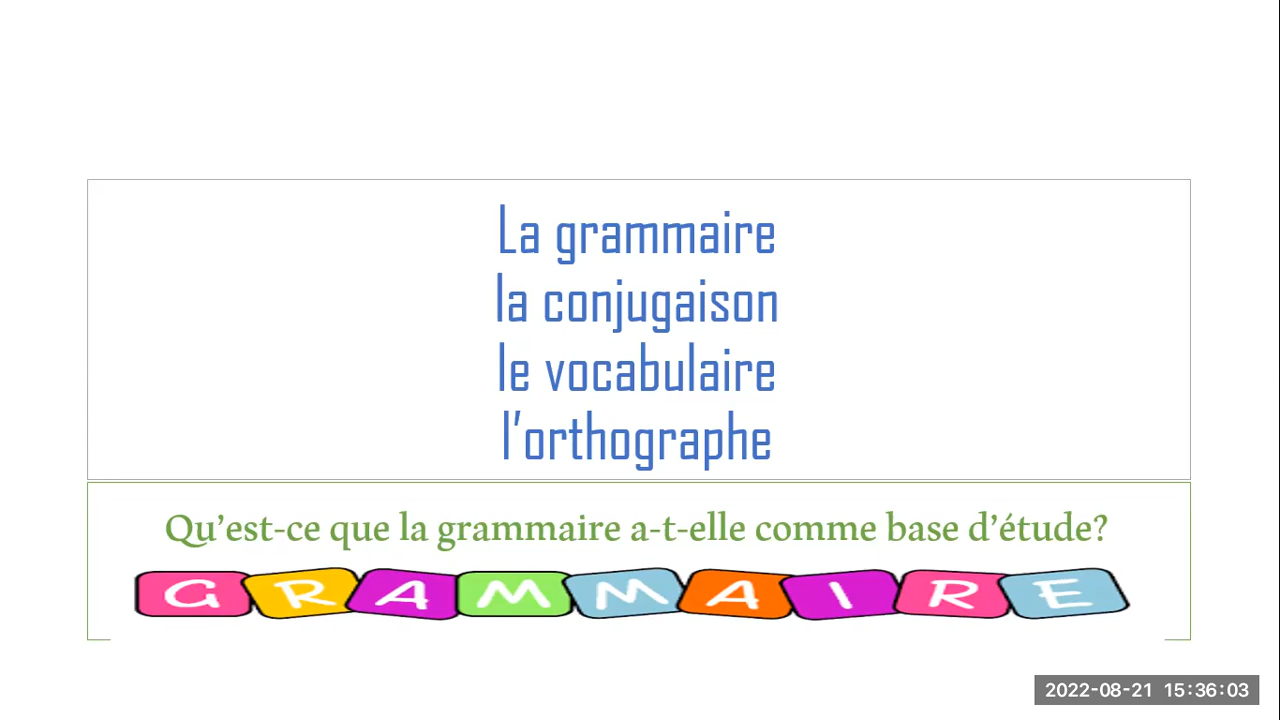 La grammaire
la conjugaison
le vocabulaire
l’orthographe
Qu’est-ce que la grammaire a-t-elle comme base d’étude?
GRAMMAIRE
2022-08-21 15:36:03